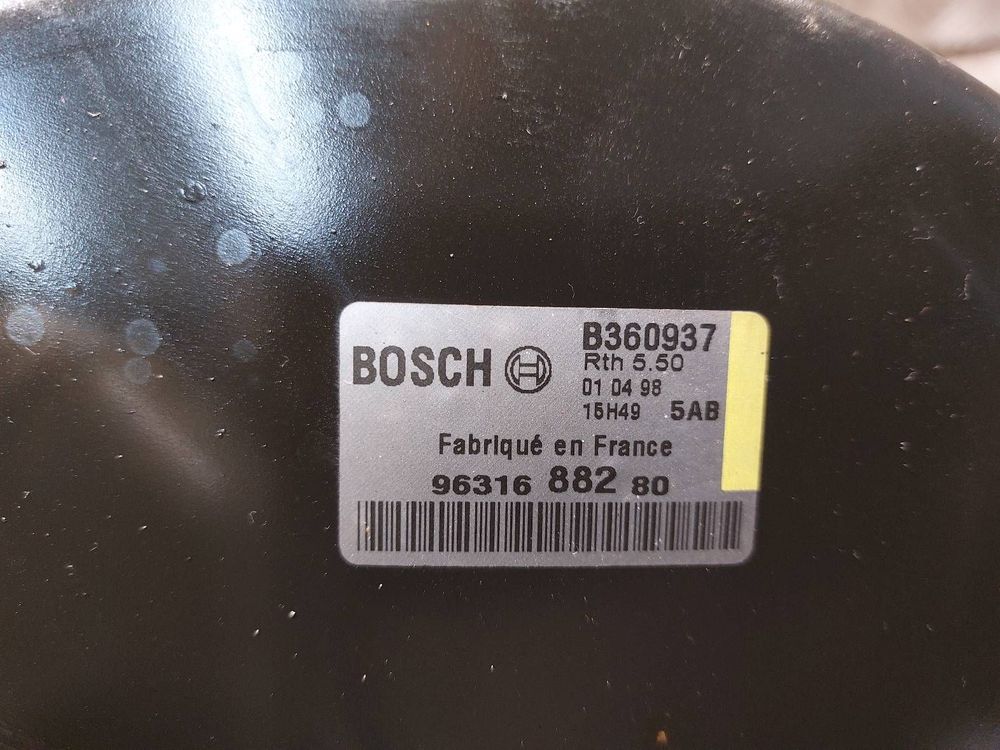 BOSCH
B360937
Rth 5.50
01 04 98
15H49 5AB
Fabriqué en France
96316 882 80